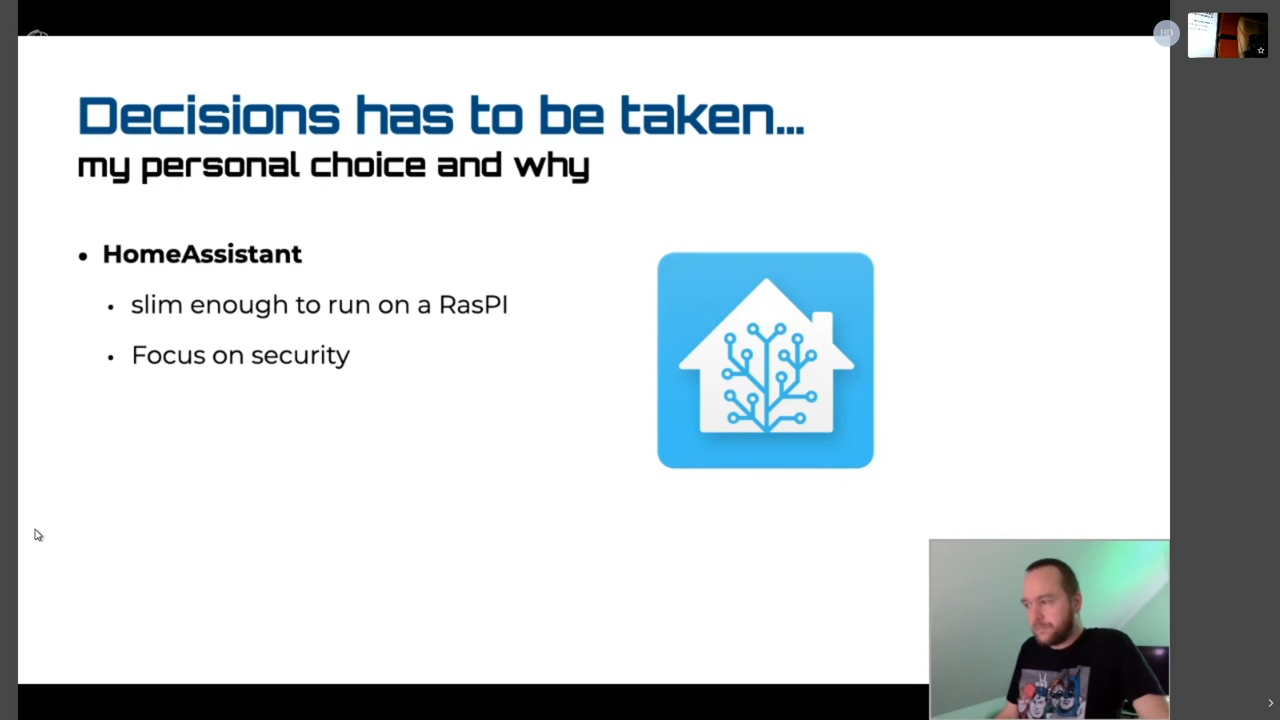 Decisions has to be taken...
my personal choice and why
• HomeAssistant
• slim enough to run on a RasPI
• Focus on security
HD